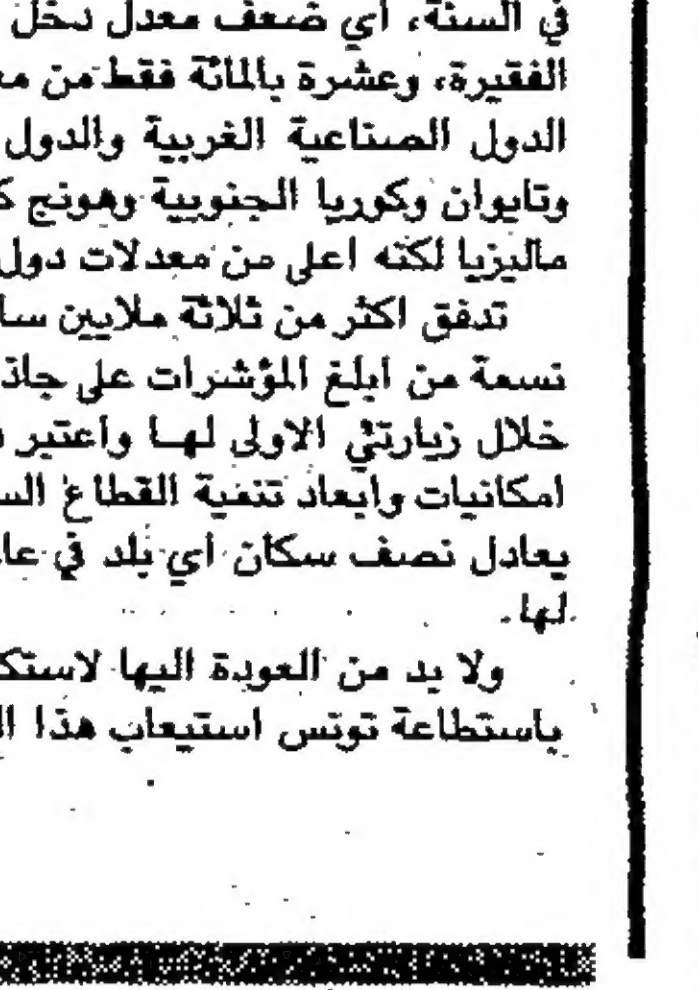 في السنة، أي ضعف معدل دخل
الفقيرة، وعشرة بالمائة فقط من مع
الدول الصناعية الغربية والدول
وتايوان وكوريا الجنوبية وهونج ك
ماليزيا لكنه اعلى من معدلات دول
تدفق اكثر من ثلاثة ملايين سا
نسمة من ابلغ المؤشرات على جاذ
خلال زيارتي الاولى لها واعتبر
امكانيات وابعاد تنمية القطاع الس
يعادل نصف سكان اي بلد في عا
لها.
ولا بد من العودة اليها لاستك
باستطاعة تونس استيعاب هذا ال